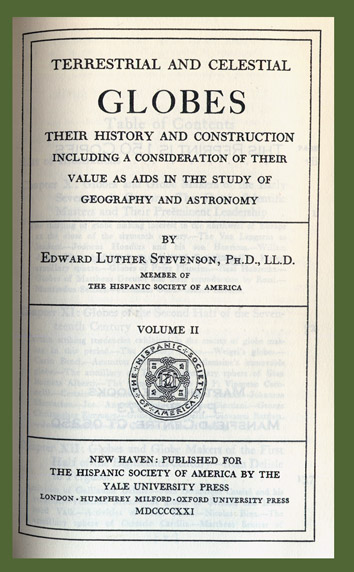 TERRESTRIAL AND CELESTIAL
GLOBES
THEIR HISTORY AND CONSTRUCTION
INCLUDING A CONSIDERATION OF THEIR
VALUE AS AIDS IN THE STUDY OF
GEOGRAPHY AND ASTRONOMY
BY
EDWARD LUTHER STEVENSON, PH.D., LL.D.
MEMBER OF
THE HISPANIC SOCIETY OF AMERICA
VOLUME II
·THE·HISPANIC·SOCIETY·
OF·AMERICA
NEW HAVEN: PUBLISHED FOR
THE HISPANIC SOCIETY OF AMERICA BY THE
YALE UNIVERSITY PRESS
LONDON · HUMPHREY MILFORD · OXFORD UNIVERSITY PRESS
MDCCCCXXI